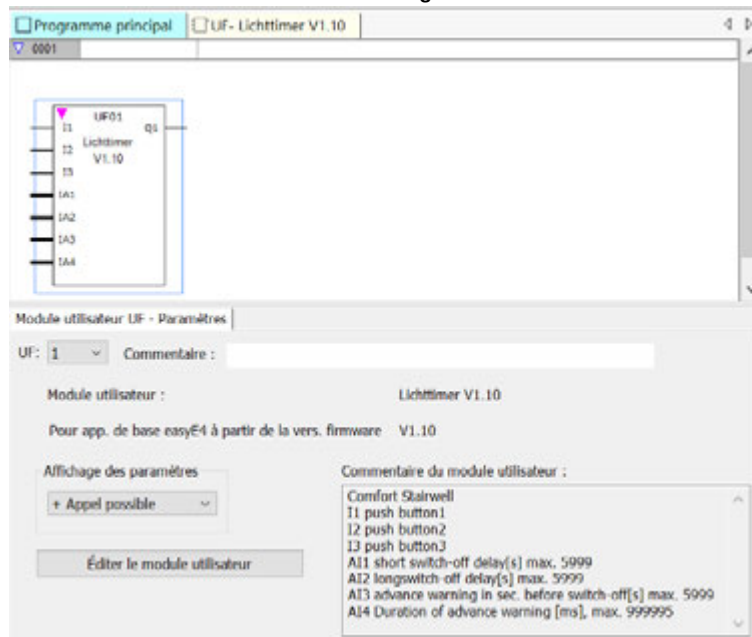 Programme principal
UF- Lichttimer V1.10
0001
UF01
I1
Q1
I2
Lichttimer
V1.10
I3
IA1
IA2
IA3
IA4
Module utilisateur UF - Paramètres
UF: 1 Commentaire :
Module utilisateur : Lichttimer V1.10
Pour app. de base easyE4 à partir de la vers. firmware V1.10
Affichage des paramètres
+ Appel possible
Éditer le module utilisateur
Commentaire du module utilisateur :
Comfort Stairwell
I1 push button1
I2 push button2
I3 push button3
AI1 short switch-off delay[s] max. 5999
AI2 longswitch-off delay[s] max. 5999
AI3 advance warning in sec. before switch-off[s] max. 5999
AI4 Duration of advance warning [ms], max. 999995